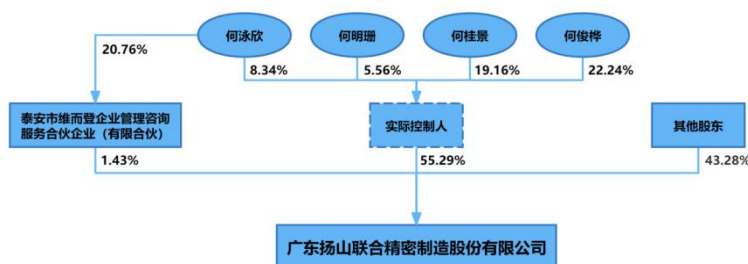 何泳欣
何明珊
何桂景
何俊桦
20.76%
8.34%
5.56%
19.16%
22.24%
泰安市维而登企业管理咨询
服务合伙企业（有限合伙）
实际控制人
其他股东
1.43%
55.29%
43.28%
广东扬山联合精密制造股份有限公司